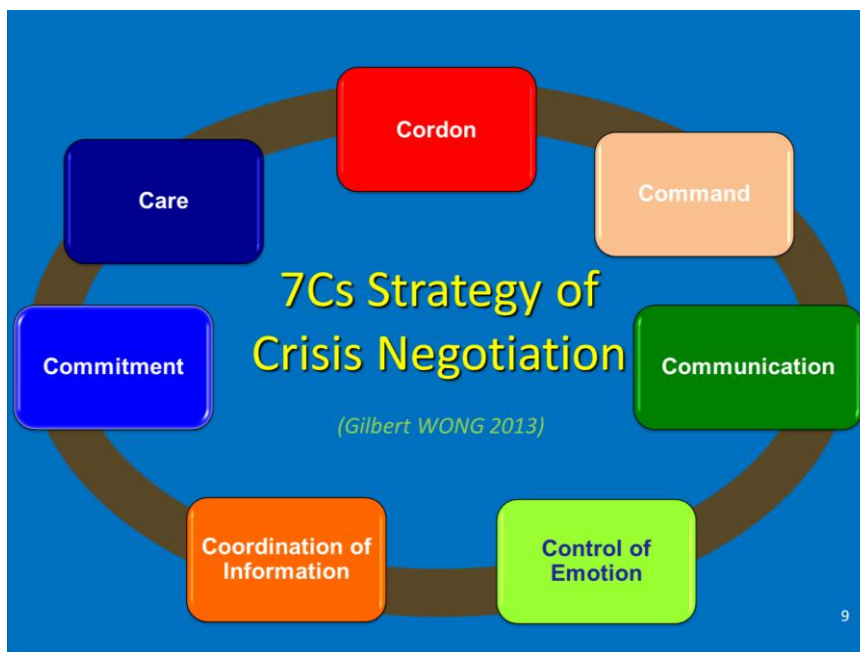 Cordon
Command
Communication
Control of
Emotion
Coordination of
Information
Commitment
Care
7Cs Strategy of
Crisis Negotiation
(Gilbert WONG 2013)
9